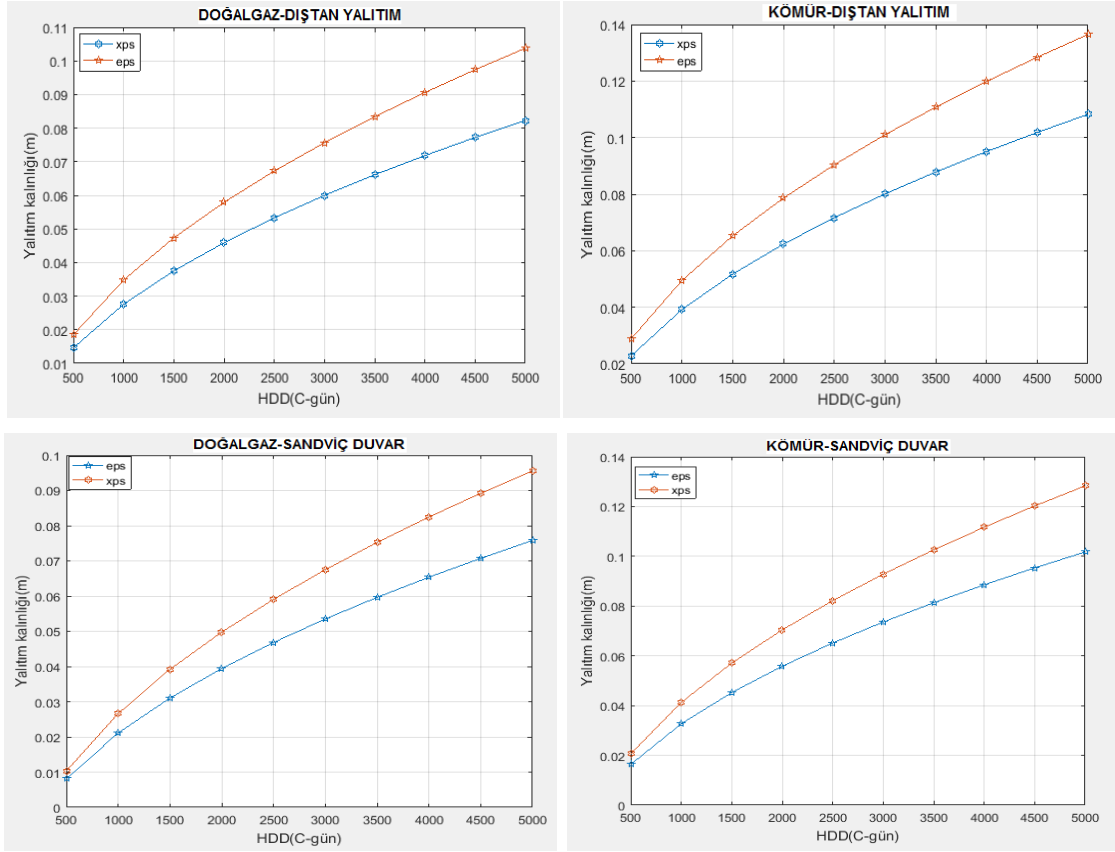 DOĞALGAZ-DIŞTAN YALITIM
xps
eps
Yalıtım kalınlığı(m)
0.11
0.1
0.09
0.08
0.07
0.06
0.05
0.04
0.03
0.02
0.01
500 1000 1500 2000 2500 3000 3500 4000 4500 5000
HDD(C-gün)
KÖMÜR-DIŞTAN YALITIM
xps
eps
Yalıtım kalınlığı(m)
0.14
0.12
0.1
0.08
0.06
0.04
0.02
500 1000 1500 2000 2500 3000 3500 4000 4500 5000
HDD(C-gün)
DOĞALGAZ-SANDVİÇ DUVAR
eps
xps
Yalıtım kalınlığı(m)
0.1
0.09
0.08
0.07
0.06
0.05
0.04
0.03
0.02
0.01
0
500 1000 1500 2000 2500 3000 3500 4000 4500 5000
HDD(C-gün)
KÖMÜR-SANDVİÇ DUVAR
eps
xps
Yalıtım kalınlığı(m)
0.14
0.12
0.1
0.08
0.06
0.04
0.02
0
500 1000 1500 2000 2500 3000 3500 4000 4500 5000
HDD(C-gün)